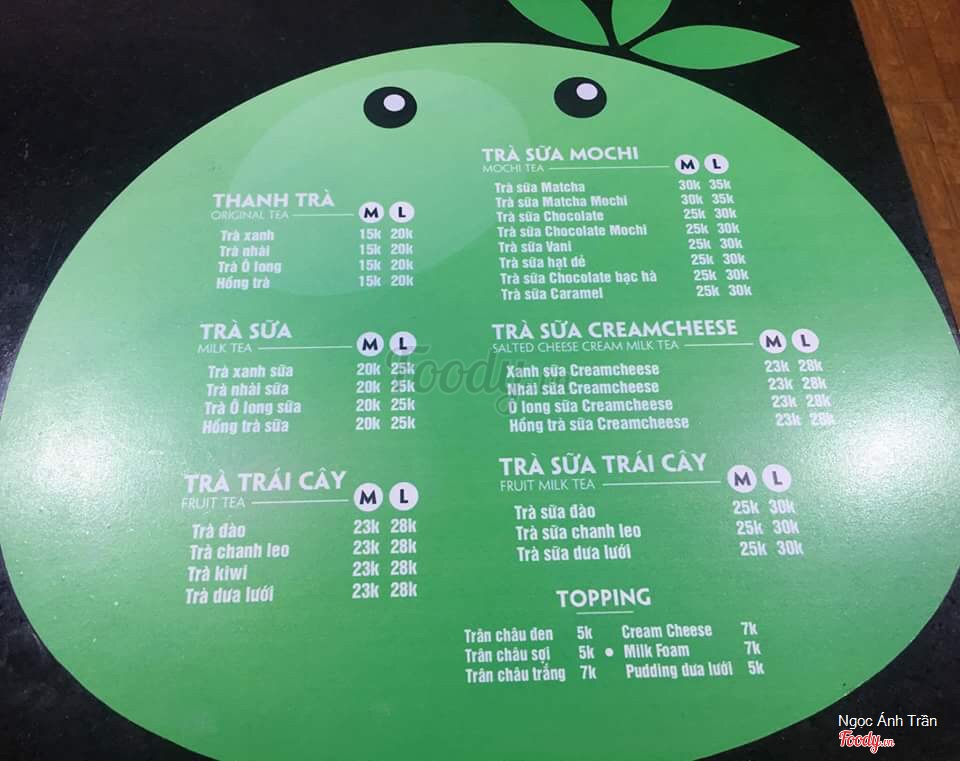 THANH TRÀ
ORIGINAL TEA M L
Trà xanh 15k 20k
Trà nhài 15k 20k
Trà Ô long 15k 20k
Hồng trà 15k 20k
TRÀ SỮA
MILK TEA M L
Trà xanh sữa 20k 25k
Trà nhài sữa 20k 25k
Trà Ô long sữa 20k 25k
Hồng trà sữa 20k 25k
TRÀ TRÁI CÂY
FRUIT TEA M L
Trà đào 23k 28k
Trà chanh leo 23k 28k
Trà kiwi 23k 28k
Trà dưa lưới 23k 28k
TRÀ SỮA MOCHI
MOCHI TEA M L
Trà sữa Matcha 30k 35k
Trà sữa Matcha Mochi 30k 35k
Trà sữa Chocolate 25k 30k
Trà sữa Chocolate Mochi 25k 30k
Trà sữa Vani 25k 30k
Trà sữa hạt dẻ 25k 30k
Trà sữa Chocolate bạc hà 25k 30k
Trà sữa Caramel 25k 30k
TRÀ SỮA CREAMCHEESE
SALTED CHEESE CREAM MILK TEA M L
Xanh sữa Creamcheese 23k 28k
Nhài sữa Creamcheese 23k 28k
Ô long sữa Creamcheese 23k 28k
Hồng trà sữa Creamcheese 23k 28k
TRÀ SỮA TRÁI CÂY
FRUIT MILK TEA M L
Trà sữa đào 25k 30k
Trà sữa chanh leo 25k 30k
Trà sữa dưa lưới 25k 30k
TOPPING
Trân châu đen 5k Cream Cheese 7k
Trân châu sợi 5k • Milk Foam 7k
Trân châu trắng 7k Pudding dưa lưới 5k
Foody.vn
Ngọc Ánh Trần
Foody.vn